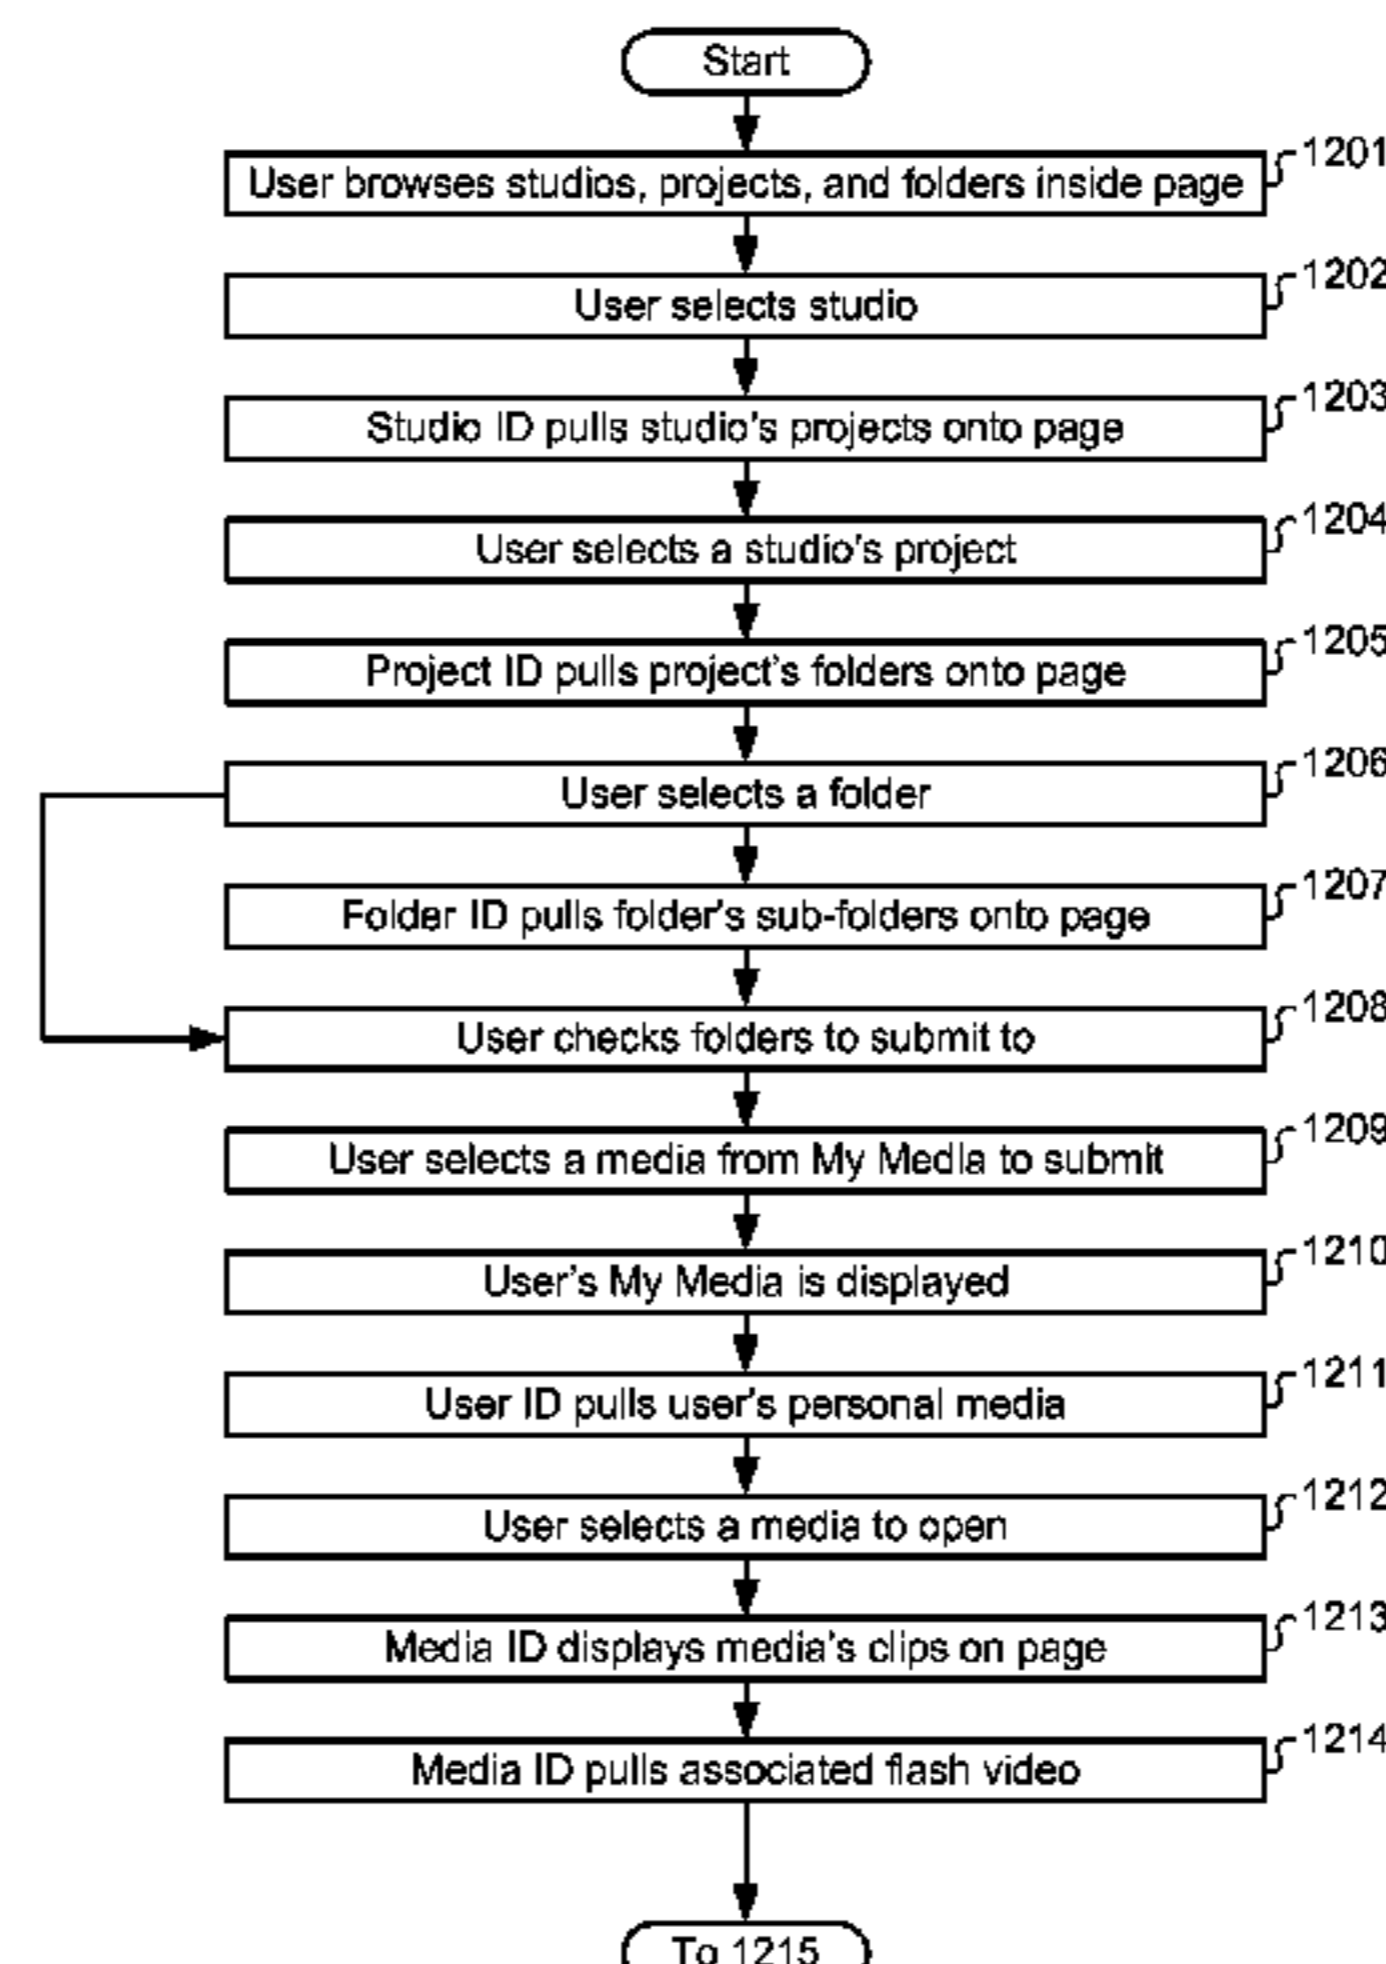 Start
User browses studios, projects, and folders inside page
1201
User selects studio
1202
Studio ID pulls studio's projects onto page
1203
User selects a studio's project
1204
Project ID pulls project's folders onto page
1205
User selects a folder
1206
Folder ID pulls folder's sub-folders onto page
1207
User checks folders to submit to
1208
User selects a media from My Media to submit
1209
User's My Media is displayed
1210
User ID pulls user's personal media
1211
User selects a media to open
1212
Media ID displays media's clips on page
1213
Media ID pulls associated flash video
1214
To 1215